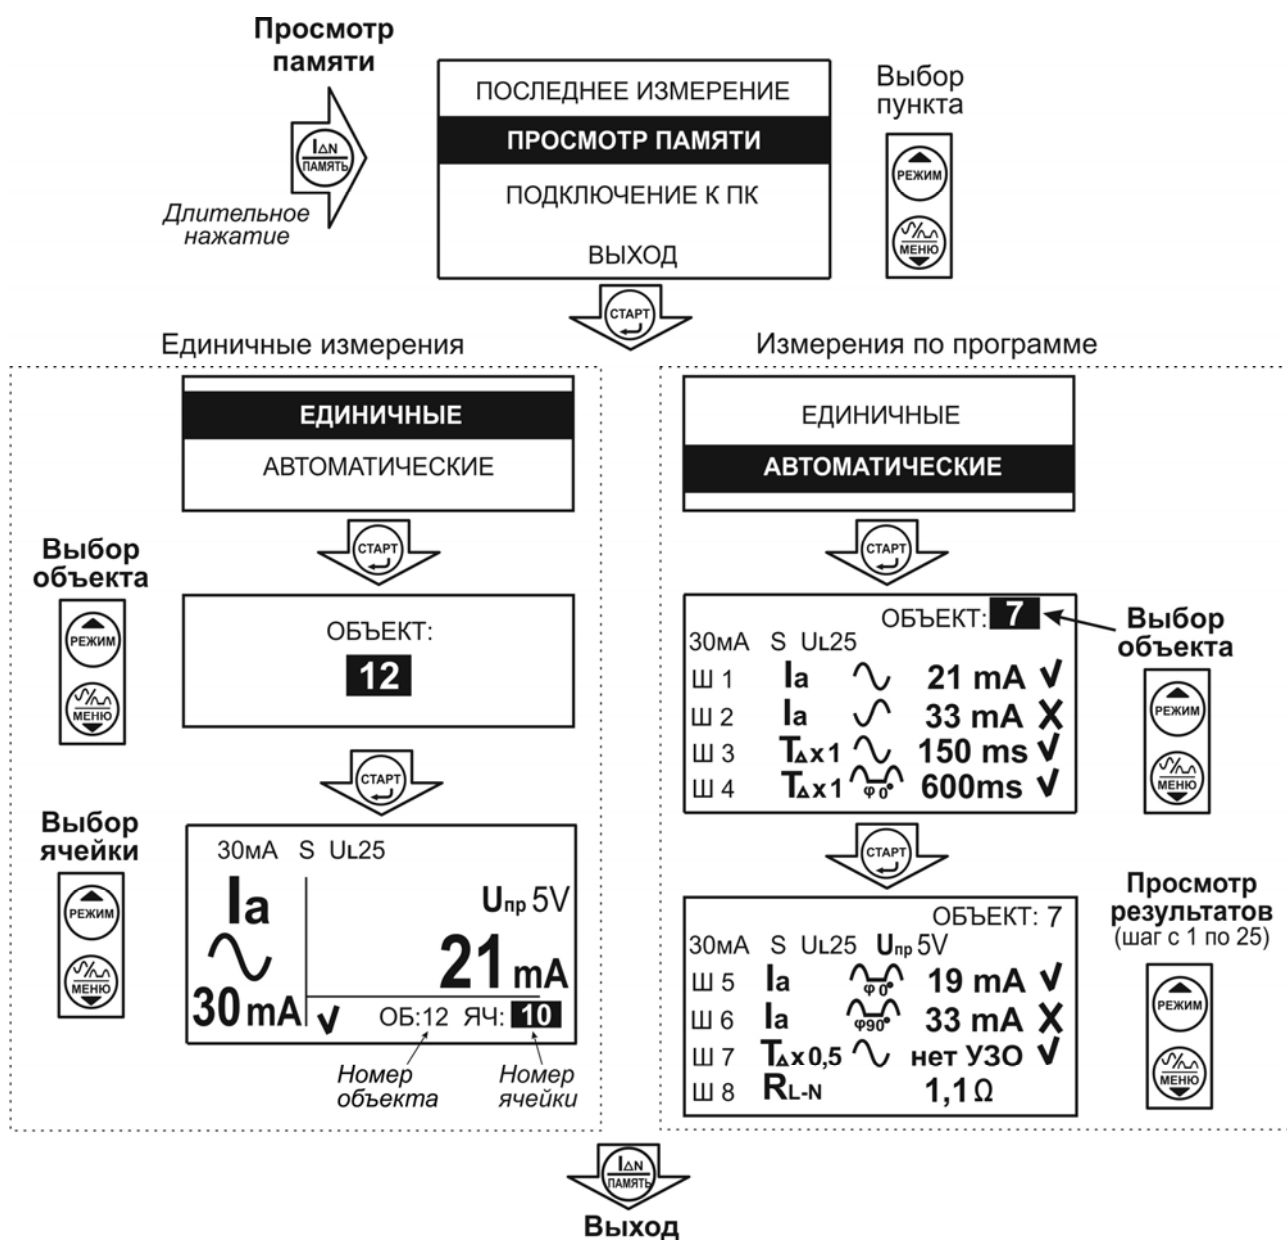 Просмотр
памяти
IΔN
ПАМЯТЬ
Длительное
нажатие
ПОСЛЕДНЕЕ ИЗМЕРЕНИЕ
ПРОСМОТР ПАМЯТИ
ПОДКЛЮЧЕНИЕ К ПК
ВЫХОД
Выбор
пункта
РЕЖИМ
МЕНЮ
СТАРТ
Единичные измерения
ЕДИНИЧНЫЕ
АВТОМАТИЧЕСКИЕ
СТАРТ
Выбор
объекта
РЕЖИМ
МЕНЮ
ОБЪЕКТ:
12
СТАРТ
Выбор
ячейки
РЕЖИМ
МЕНЮ
30мА S UL25
Ia
Uпр 5V
21 mA
30 mA
ОБ:12 ЯЧ: 10
Номер
объекта
Номер
ячейки
Измерения по программе
ЕДИНИЧНЫЕ
АВТОМАТИЧЕСКИЕ
СТАРТ
ОБЪЕКТ: 7
30мА S UL25
Ш 1 Ia 21 mA ✓
Ш 2 Ia 33 mA X
Ш 3 TΔx1 150 ms ✓
Ш 4 TΔx1 φ 0° 600ms ✓
Выбор
объекта
РЕЖИМ
МЕНЮ
СТАРТ
ОБЪЕКТ: 7
30мА S UL25 Uпр 5V
Ш 5 Ia φ 0° 19 mA ✓
Ш 6 Ia φ90° 33 mA X
Ш 7 TΔx0,5 нет УЗО ✓
Ш 8 RL-N 1,1Ω
Просмотр
результатов
(шаг с 1 по 25)
РЕЖИМ
МЕНЮ
IΔN
ПАМЯТЬ
Выход